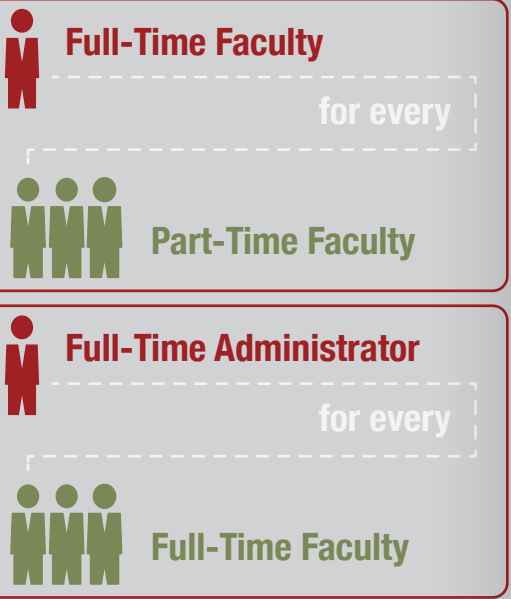 Full-Time Faculty
for every
Part-Time Faculty
Full-Time Administrator
for every
Full-Time Faculty